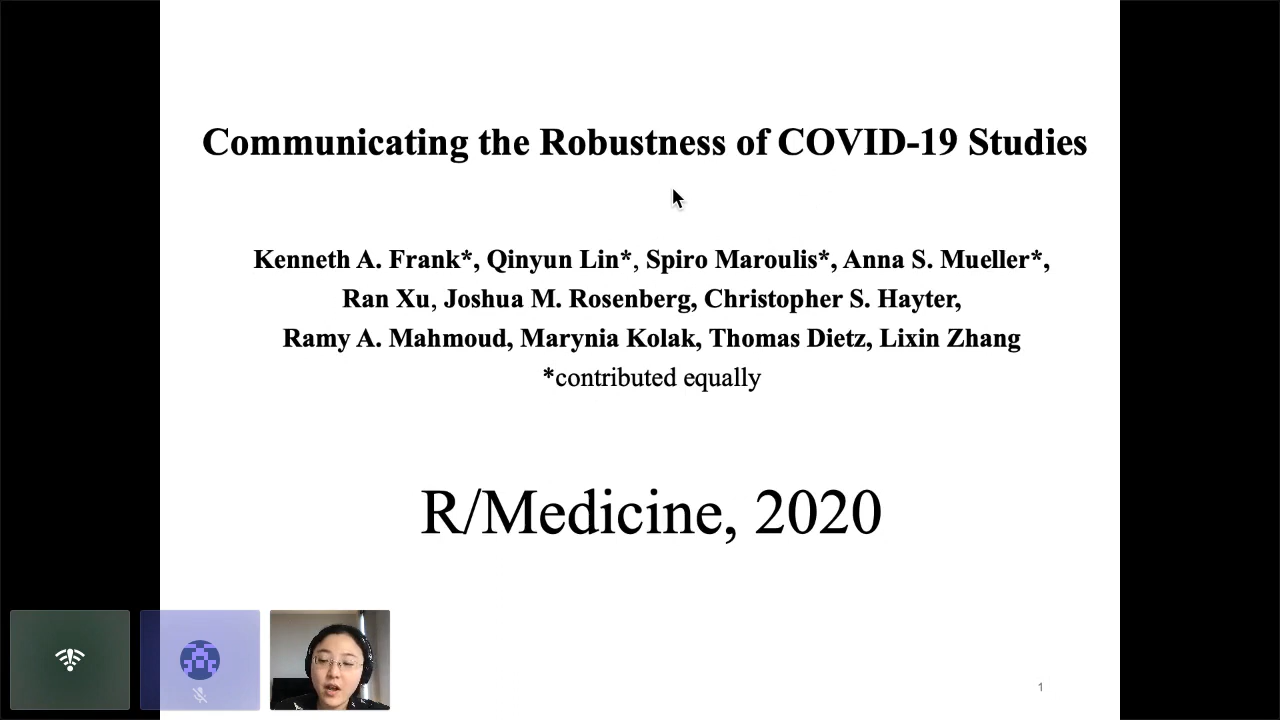 Communicating the Robustness of COVID-19 Studies
Kenneth A. Frank*, Qinyun Lin*, Spiro Maroulis*, Anna S. Mueller*,
Ran Xu, Joshua M. Rosenberg, Christopher S. Hayter,
Ramy A. Mahmoud, Marynia Kolak, Thomas Dietz, Lixin Zhang
*contributed equally
R/Medicine, 2020
1